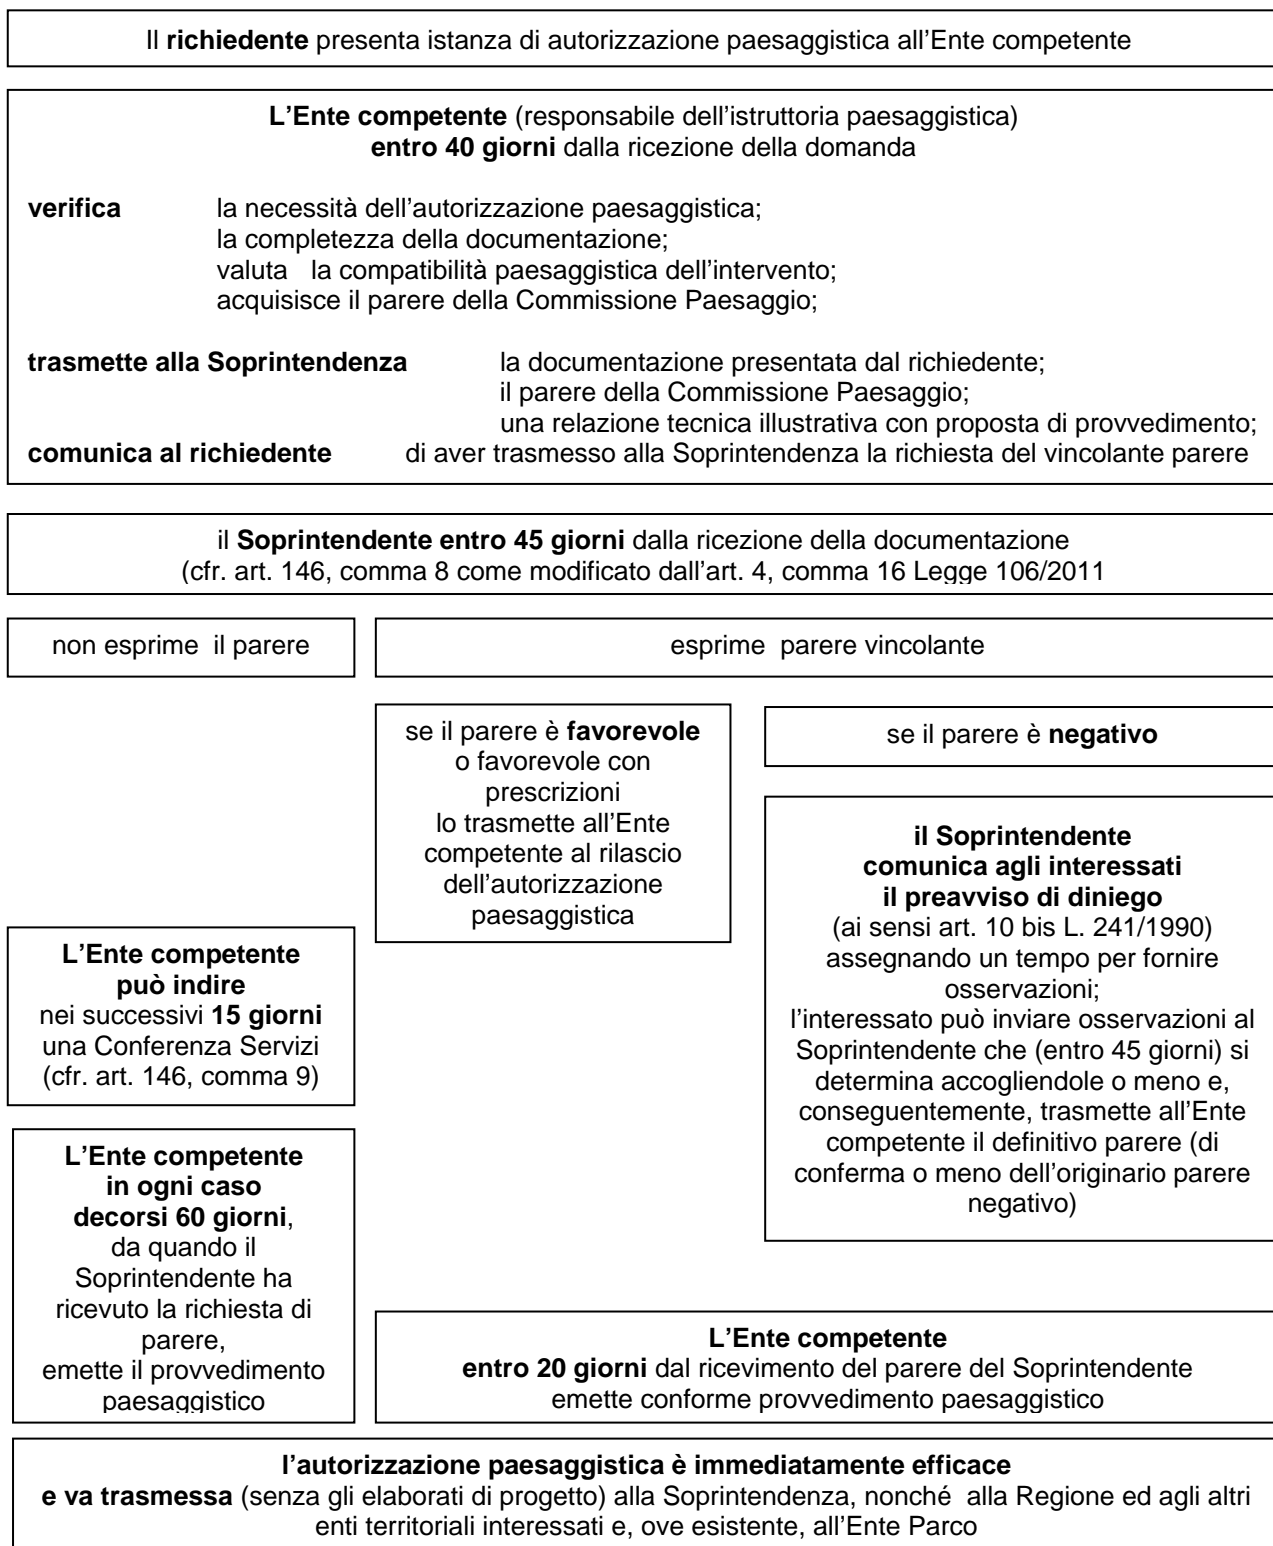 Il richiedente presenta istanza di autorizzazione paesaggistica all'Ente competente
L'Ente competente (responsabile dell'istruttoria paesaggistica)
entro 40 giorni dalla ricezione della domanda
verifica la necessità dell'autorizzazione paesaggistica;
la completezza della documentazione;
valuta la compatibilità paesaggistica dell'intervento;
acquisisce il parere della Commissione Paesaggio;
trasmette alla Soprintendenza la documentazione presentata dal richiedente;
il parere della Commissione Paesaggio;
una relazione tecnica illustrativa con proposta di provvedimento;
comunica al richiedente di aver trasmesso alla Soprintendenza la richiesta del vincolante parere
il Soprintendente entro 45 giorni dalla ricezione della documentazione
(cfr. art. 146, comma 8 come modificato dall'art. 4, comma 16 Legge 106/2011
non esprime il parere
esprime parere vincolante
se il parere è favorevole
o favorevole con
prescrizioni
lo trasmette all'Ente
competente al rilascio
dell'autorizzazione
paesaggistica
se il parere è negativo
il Soprintendente
comunica agli interessati
il preavviso di diniego
(ai sensi art. 10 bis L. 241/1990)
assegnando un tempo per fornire
osservazioni;
l'interessato può inviare osservazioni al
Soprintendente che (entro 45 giorni) si
determina accogliendole o meno e,
conseguentemente, trasmette all'Ente
competente il definitivo parere (di
conferma o meno dell'originario parere
negativo)
L'Ente competente
può indire
nei successivi 15 giorni
una Conferenza Servizi
(cfr. art. 146, comma 9)
L'Ente competente
in ogni caso
decorsi 60 giorni,
da quando il
Soprintendente ha
ricevuto la richiesta di
parere,
emette il provvedimento
paesaggistico
L'Ente competente
entro 20 giorni dal ricevimento del parere del Soprintendente
emette conforme provvedimento paesaggistico
l'autorizzazione paesaggistica è immediatamente efficace
e va trasmessa (senza gli elaborati di progetto) alla Soprintendenza, nonché alla Regione ed agli altri
enti territoriali interessati e, ove esistente, all'Ente Parco